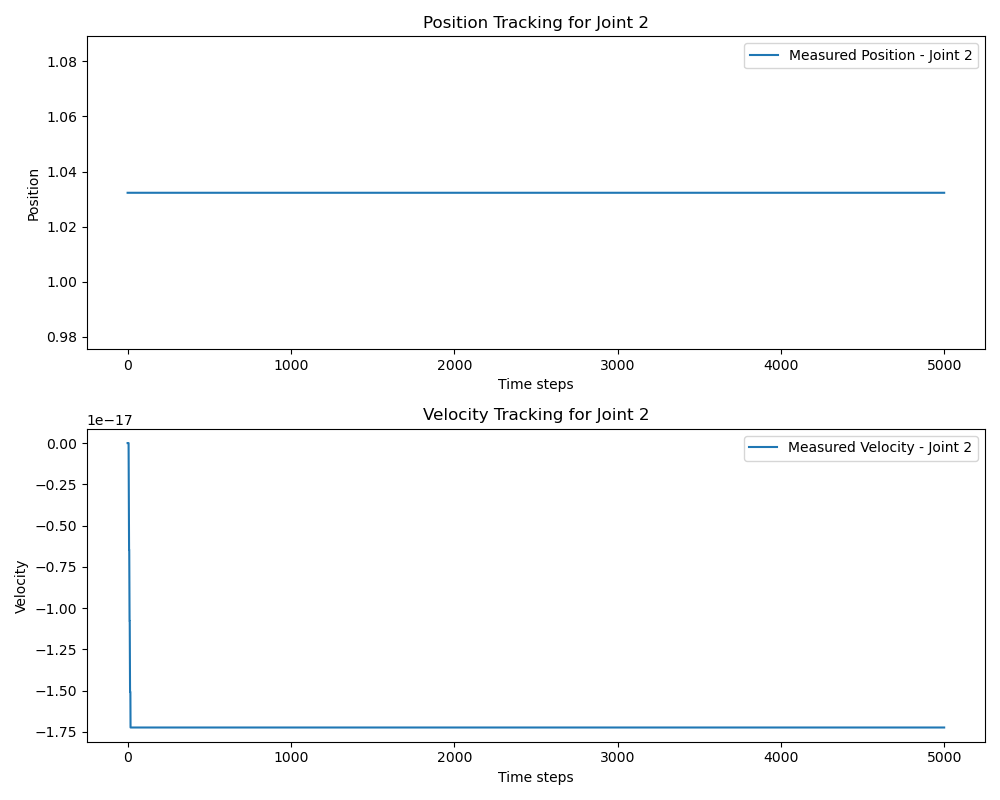 Position Tracking for Joint 2
Measured Position - Joint 2
1.08
1.06
1.04
1.02
1.00
0.98
Position
0 1000 2000 3000 4000 5000
Time steps
Velocity Tracking for Joint 2
1e−17
Measured Velocity - Joint 2
0.00
−0.25
−0.50
−0.75
−1.00
−1.25
−1.50
−1.75
Velocity
0 1000 2000 3000 4000 5000
Time steps